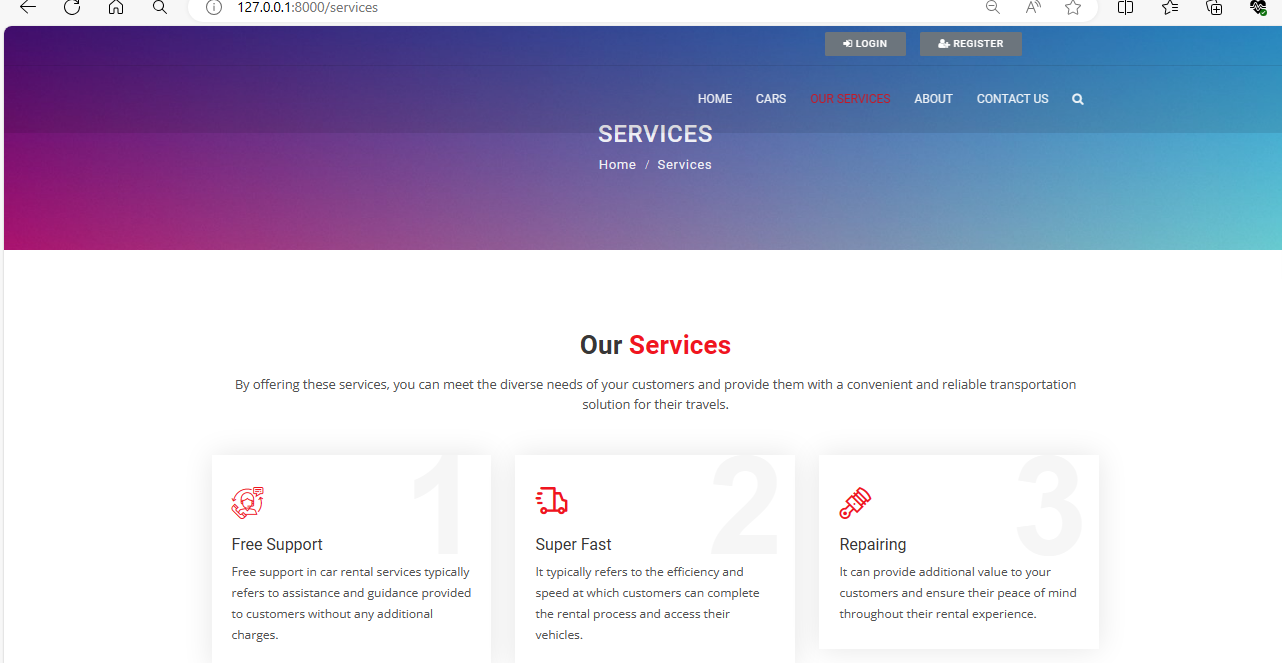 127.0.0.1:8000/services
LOGIN REGISTER
HOME CARS OUR SERVICES ABOUT CONTACT US
SERVICES
Home / Services
Our Services
By offering these services, you can meet the diverse needs of your customers and provide them with a convenient and reliable transportation
solution for their travels.
1
Free Support
Free support in car rental services typically
refers to assistance and guidance provided
to customers without any additional
charges.
2
Super Fast
It typically refers to the efficiency and
speed at which customers can complete
the rental process and access their
vehicles.
3
Repairing
It can provide additional value to your
customers and ensure their peace of mind
throughout their rental experience.